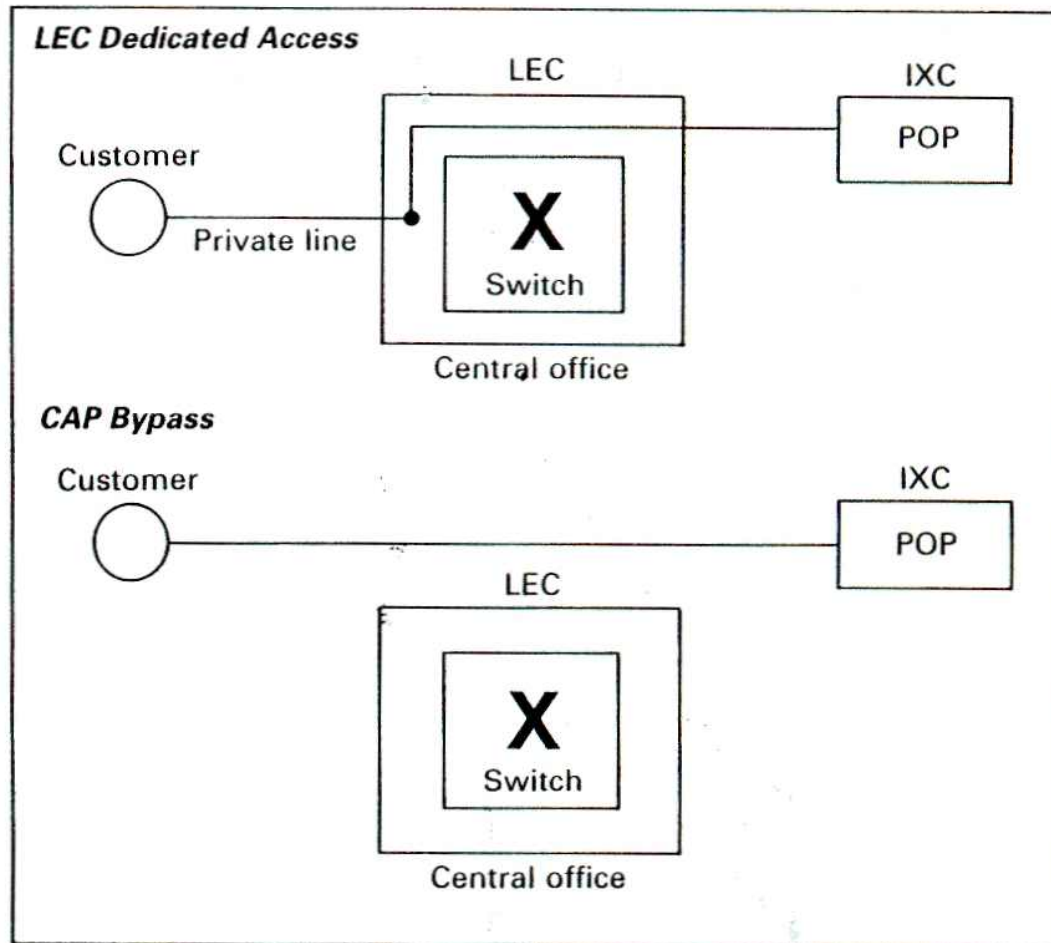 LEC Dedicated Access
LEC
IXC
POP
Customer
Private line
X
Switch
Central office
CAP Bypass
Customer
IXC
POP
LEC
X
Switch
Central office